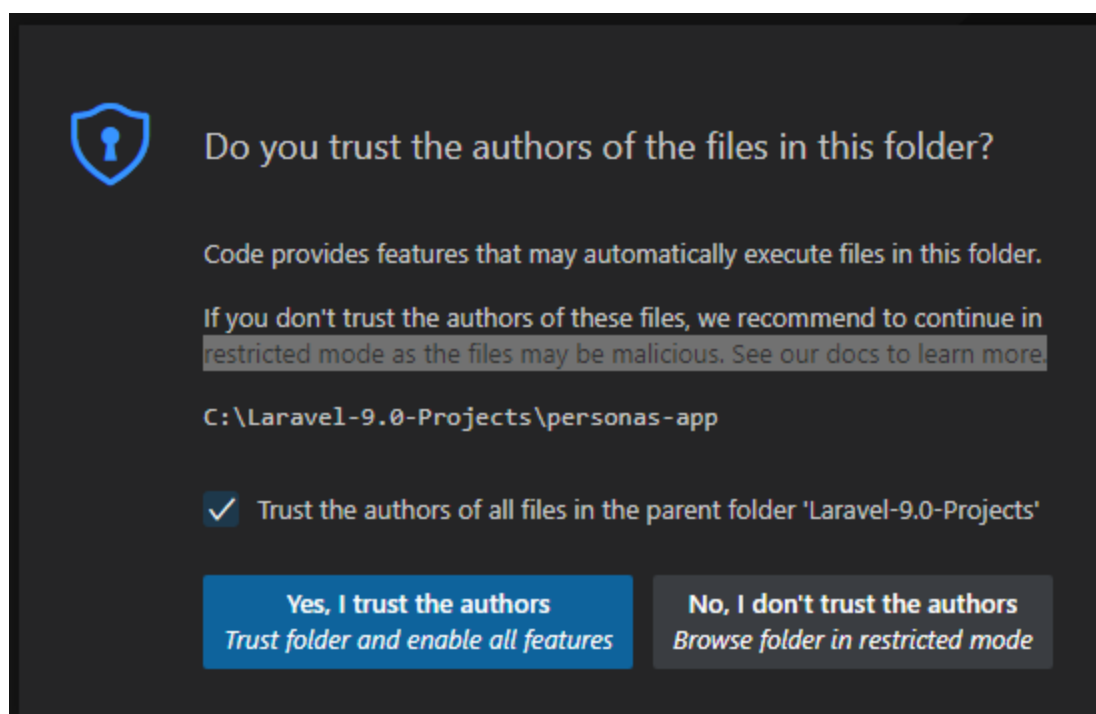 Do you trust the authors of the files in this folder?
Code provides features that may automatically execute files in this folder.
If you don't trust the authors of these files, we recommend to continue in
restricted mode as the files may be malicious. See our docs to learn more.
C:\Laravel-9.0-Projects\personas-app
Trust the authors of all files in the parent folder 'Laravel-9.0-Projects'
Yes, I trust the authors
Trust folder and enable all features
No, I don't trust the authors
Browse folder in restricted mode